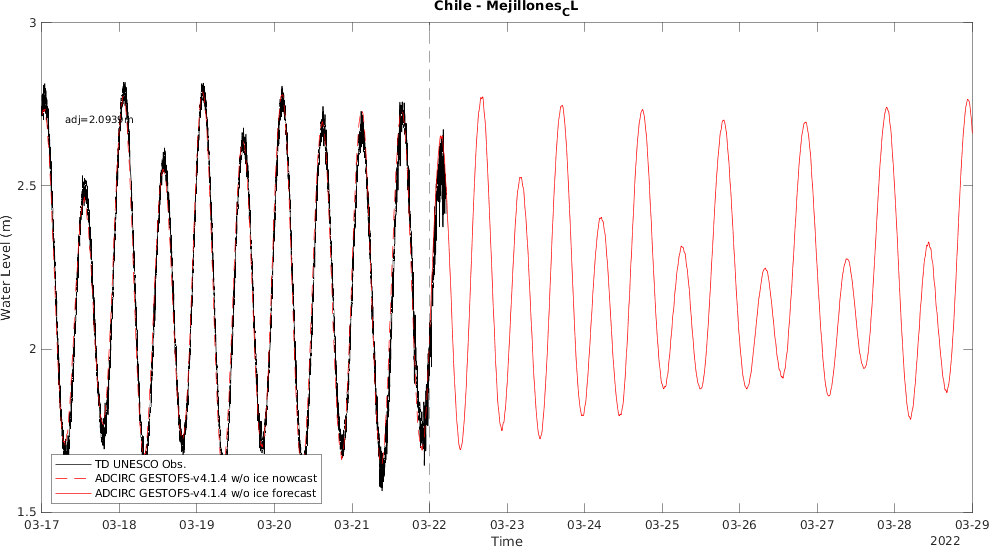 Chile - Mejillones_CL
3
2.5
2
1.5
Water Level (m)
adj=2.0939m
TD UNESCO Obs.
ADCIRC GESTOFS-v4.1.4 w/o ice nowcast
ADCIRC GESTOFS-v4.1.4 w/o ice forecast
03-17 03-18 03-19 03-20 03-21 03-22 03-23 03-24 03-25 03-26 03-27 03-28 03-29
Time
2022